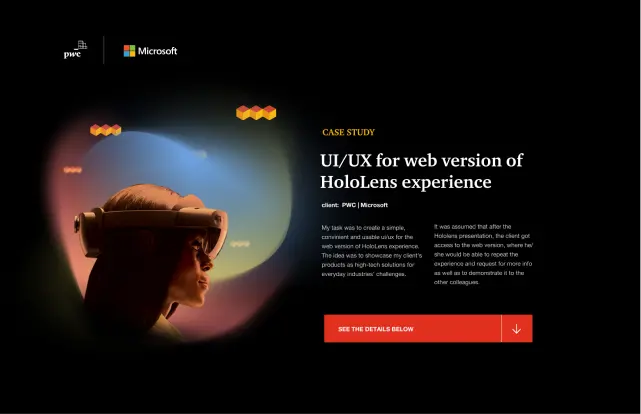 pwc
Microsoft
CASE STUDY
UI/UX for web version of
HoloLens experience
client: PWC | Microsoft
My task was to create a simple,
convinient and usable ui/ux for the
web version of HoloLens experience.
The idea was to showcase my client's
products as high-tech solutions for
everyday industries' challenges.
It was assumed that after the
Hololens presentation, the client got
access to the web version, where he/
she would be able to repeat the
experience and request for more info
as well as to demonstrate it to the
other colleagues.
SEE THE DETAILS BELOW